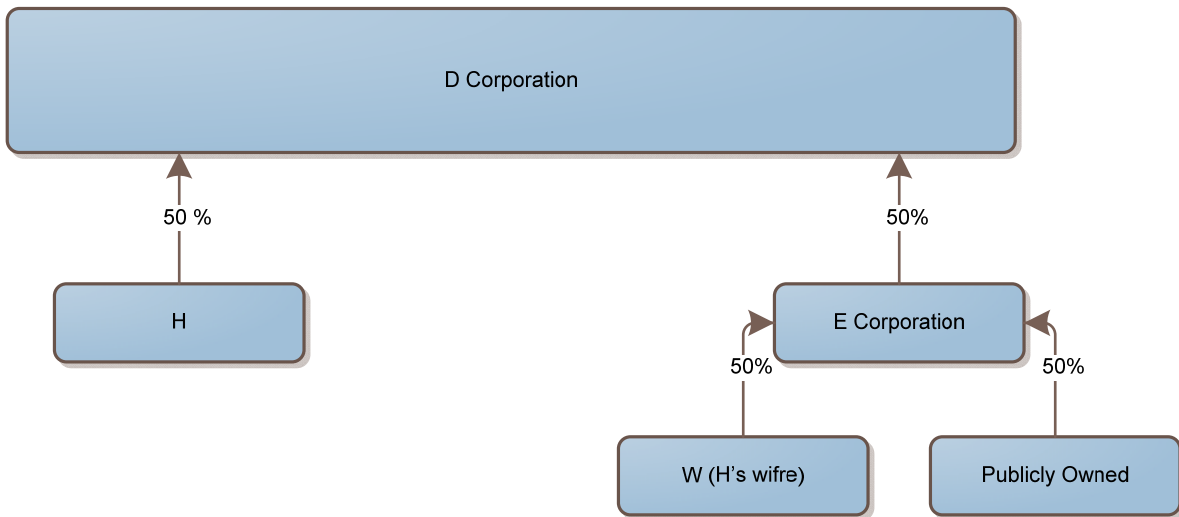 D Corporation
50 %
50%
H
E Corporation
50%
50%
W (H's wifre)
Publicly Owned